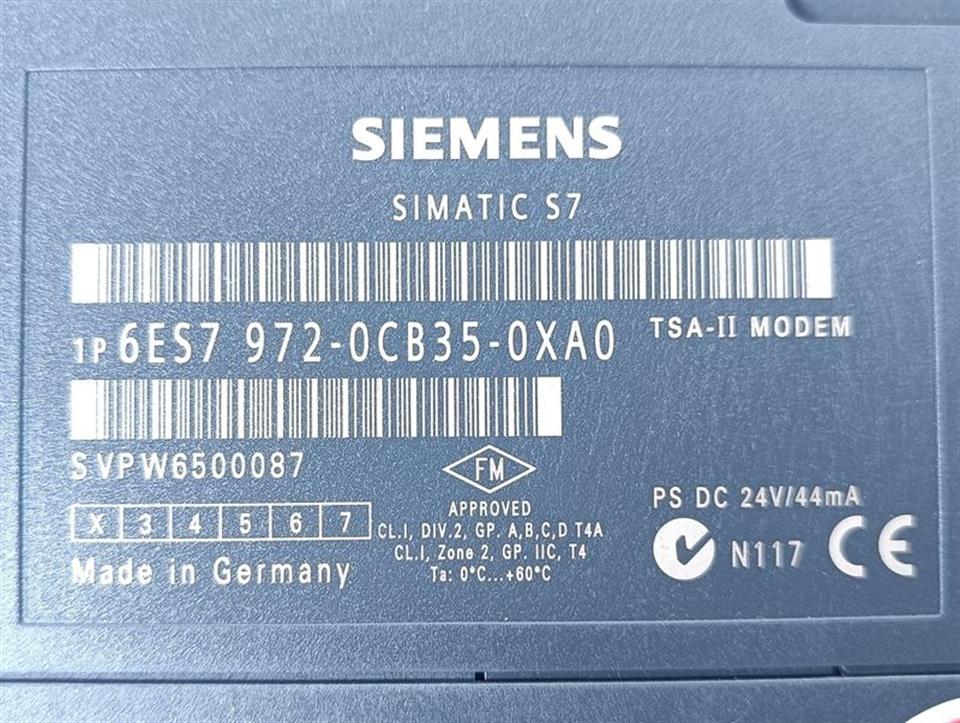 SIEMENS
SIMATIC S7
1P 6ES7 972-0CB35-0XA0
TSA-II MODEM
SVPW6500087
FM
APPROVED
CL.I, DIV.2, GP. A,B,C,D T4A
CL.I, Zone 2, GP. IIC, T4
Ta: 0°C...+60°C
X 3 4 5 6 7
Made in Germany
PS DC 24V/44mA
N117 CE